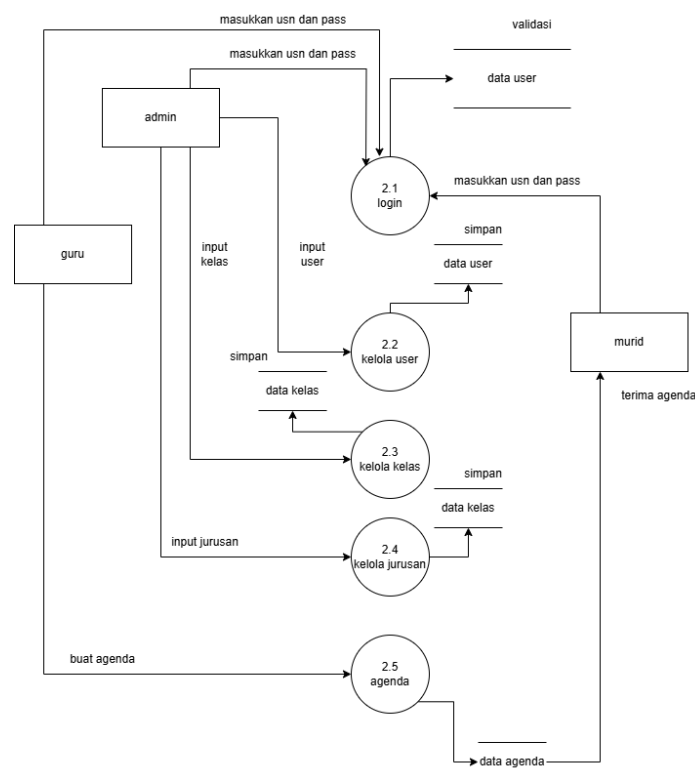 masukkan usn dan pass
validasi
masukkan usn dan pass
data user
admin
2.1
login
masukkan usn dan pass
guru
input
kelas
input
user
simpan
data user
2.2
kelola user
murid
simpan
data kelas
terima agenda
2.3
kelola kelas
simpan
data kelas
input jurusan
2.4
kelola jurusan
buat agenda
2.5
agenda
data agenda